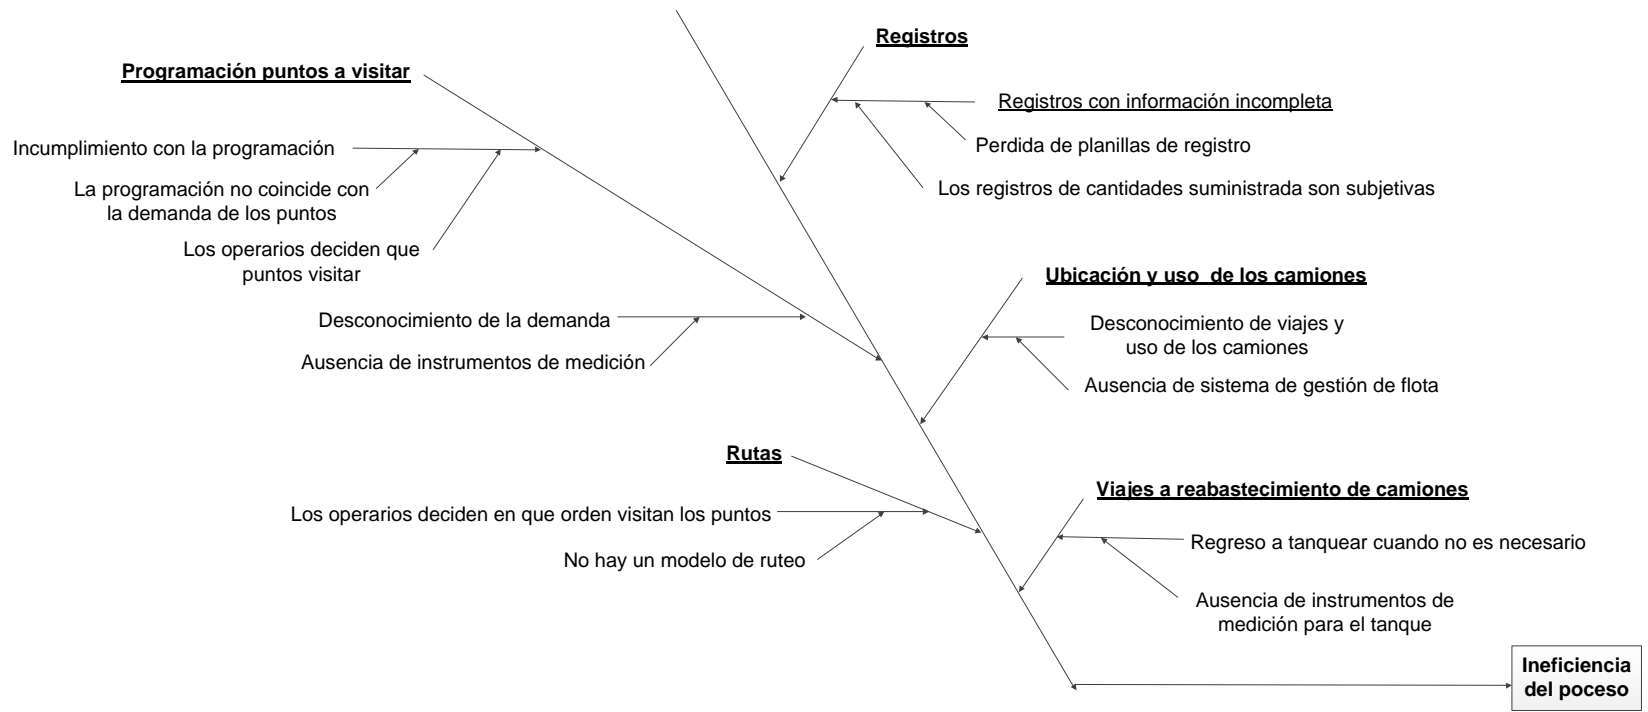 Registros
Programación puntos a visitar
Registros con información incompleta
Perdida de planillas de registro
Los registros de cantidades suministrada son subjetivas
Incumplimiento con la programación
La programación no coincide con
la demanda de los puntos
Los operarios deciden que
puntos visitar
Desconocimiento de la demanda
Ausencia de instrumentos de medición
Ubicación y uso  de los camiones
Desconocimiento de viajes y
uso de los camiones
Ausencia de sistema de gestión de flota
Rutas
Los operarios deciden en que orden visitan los puntos
No hay un modelo de ruteo
Viajes a reabastecimiento de camiones
Regreso a tanquear cuando no es necesario
Ausencia de instrumentos de
medición para el tanque
Ineficiencia
del poceso